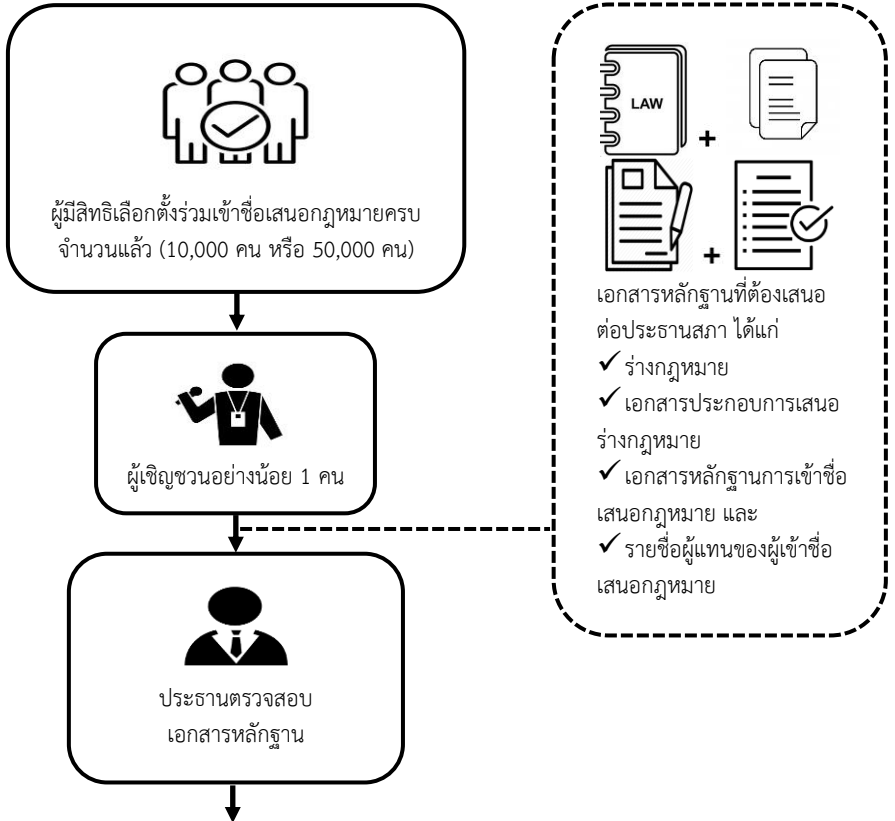 ผู้มีสิทธิเลือกตั้งร่วมเข้าชื่อเสนอกฎหมายครบ
จำนวนแล้ว (10,000 คน หรือ 50,000 คน)
ผู้เชิญชวนอย่างน้อย 1 คน
ประธานตรวจสอบ
เอกสารหลักฐาน
LAW
+
+
เอกสารหลักฐานที่ต้องเสนอ
ต่อประธานสภา ได้แก่
✓ ร่างกฎหมาย
✓ เอกสารประกอบการเสนอ
ร่างกฎหมาย
✓ เอกสารหลักฐานการเข้าชื่อ
เสนอกฎหมาย และ
✓ รายชื่อผู้แทนของผู้เข้าชื่อ
เสนอกฎหมาย